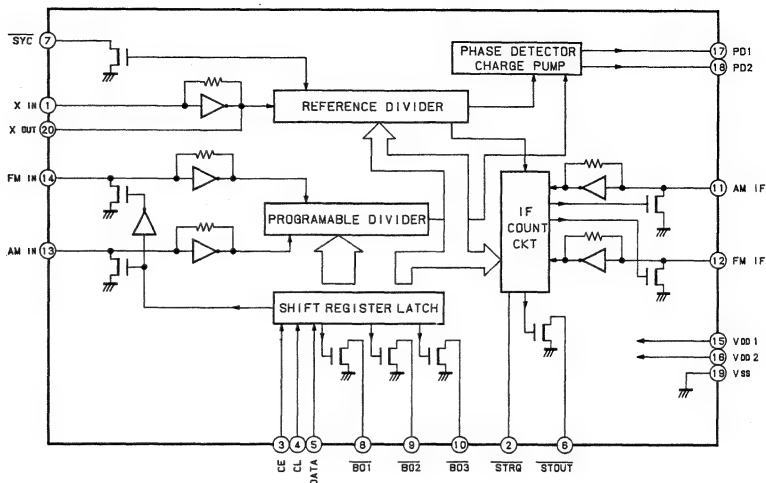 SYC 7
PHASE DETECTOR
CHARGE PUMP
17 PD1
18 PD2
X IN 1
REFERENCE DIVIDER
X OUT 20
FM IN 14
11 AM IF
IF
COUNT
CKT
PROGRAMABLE DIVIDER
AM IN 13
12 FM IF
SHIFT REGISTER LATCH
15 VDD1
16 VDD2
19 VSS
3 4 5 8 9 10 2 6
CE CL DATA BO1 BO2 BO3 STRQ STOUT